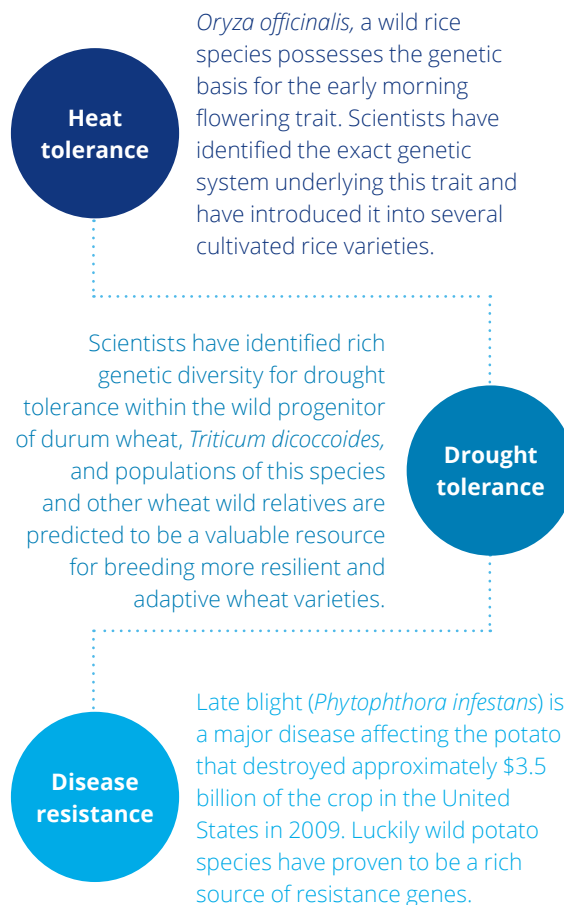 Oryza officinalis, a wild rice
species possesses the genetic
basis for the early morning
flowering trait. Scientists have
identified the exact genetic
system underlying this trait and
have introduced it into several
cultivated rice varieties.
Heat
tolerance
Scientists have identified rich
genetic diversity for drought
tolerance within the wild progenitor
of durum wheat, Triticum dicoccoides,
and populations of this species
and other wheat wild relatives are
predicted to be a valuable resource
for breeding more resilient and
adaptive wheat varieties.
Drought
tolerance
Late blight (Phytophthora infestans) is
a major disease affecting the potato
that destroyed approximately $3.5
billion of the crop in the United
States in 2009. Luckily wild potato
species have proven to be a rich
source of resistance genes.
Disease
resistance